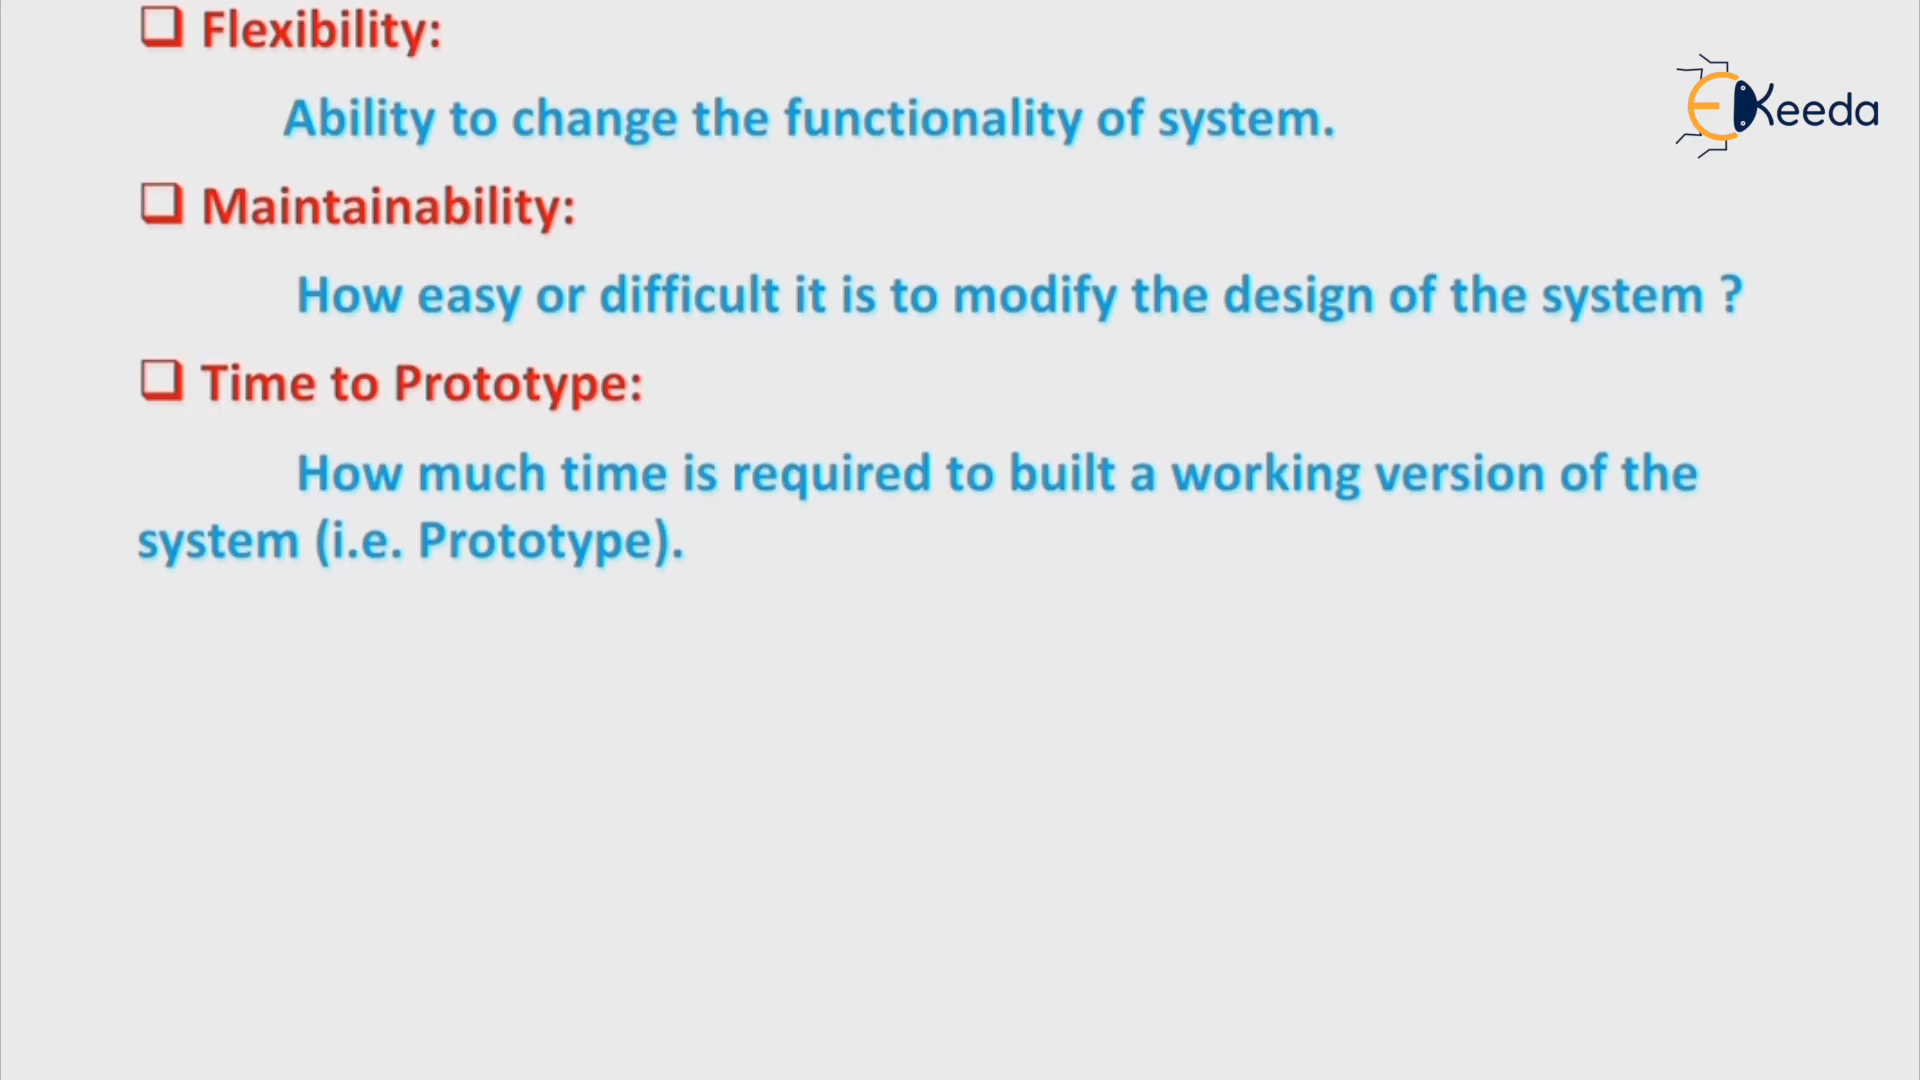 Flexibility:
Ability to change the functionality of system.
Maintainability:
How easy or difficult it is to modify the design of the system ?
Time to Prototype:
How much time is required to built a working version of the
system (i.e. Prototype).
EKeeda